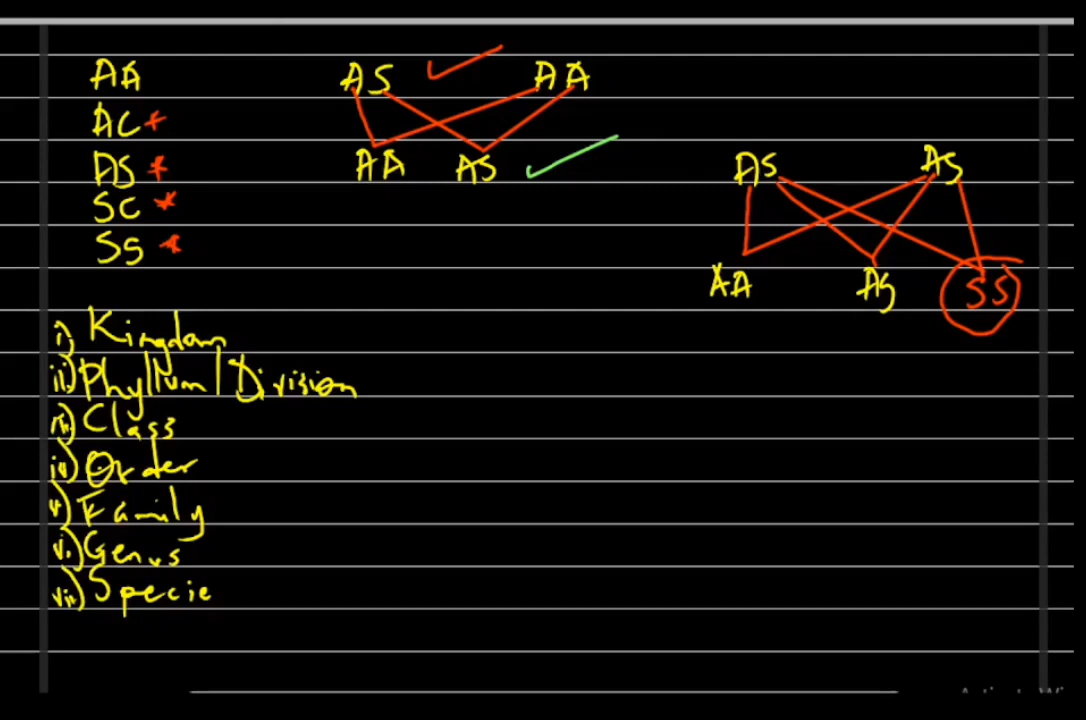 AA
AC *
AS *
SC *
SS *
AS ✓ AA
AA AS ✓
AS AS
AA AS SS
i) Kingdom
ii) Phyllum/Division
iii) Class
iv) Order
v) Family
vi) Genus
vii) Specie